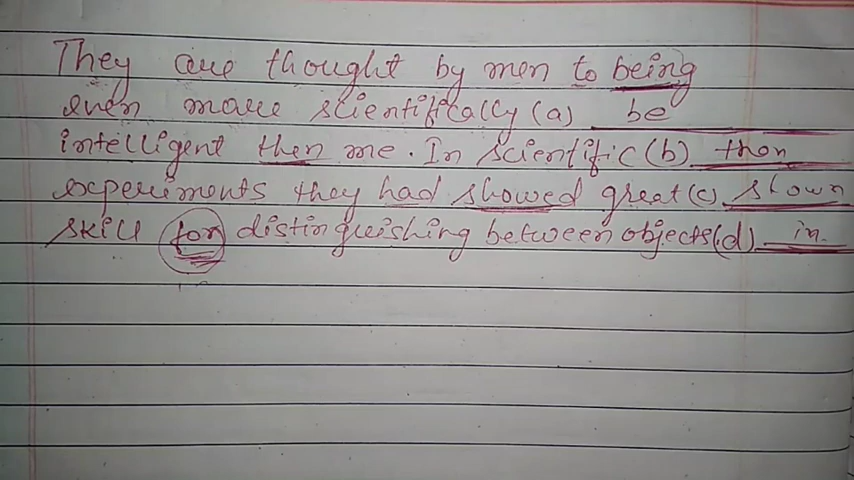 They are thought by men to being
even more scientifically (a) be
intelligent then me. In scientific (b) than
experiments they had showed great (c) shown
skill for distinguishing between objects (d) in